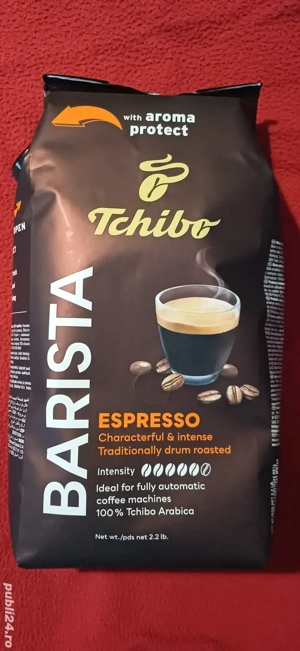 with aroma
protect
Tchibo
BARISTA
ESPRESSO
Characterful & intense
Traditionally drum roasted
Intensity
Ideal for fully automatic
coffee machines
100% Tchibo Arabica
Net wt./pds net 2.2 lb.
OPEN
publi24.ro